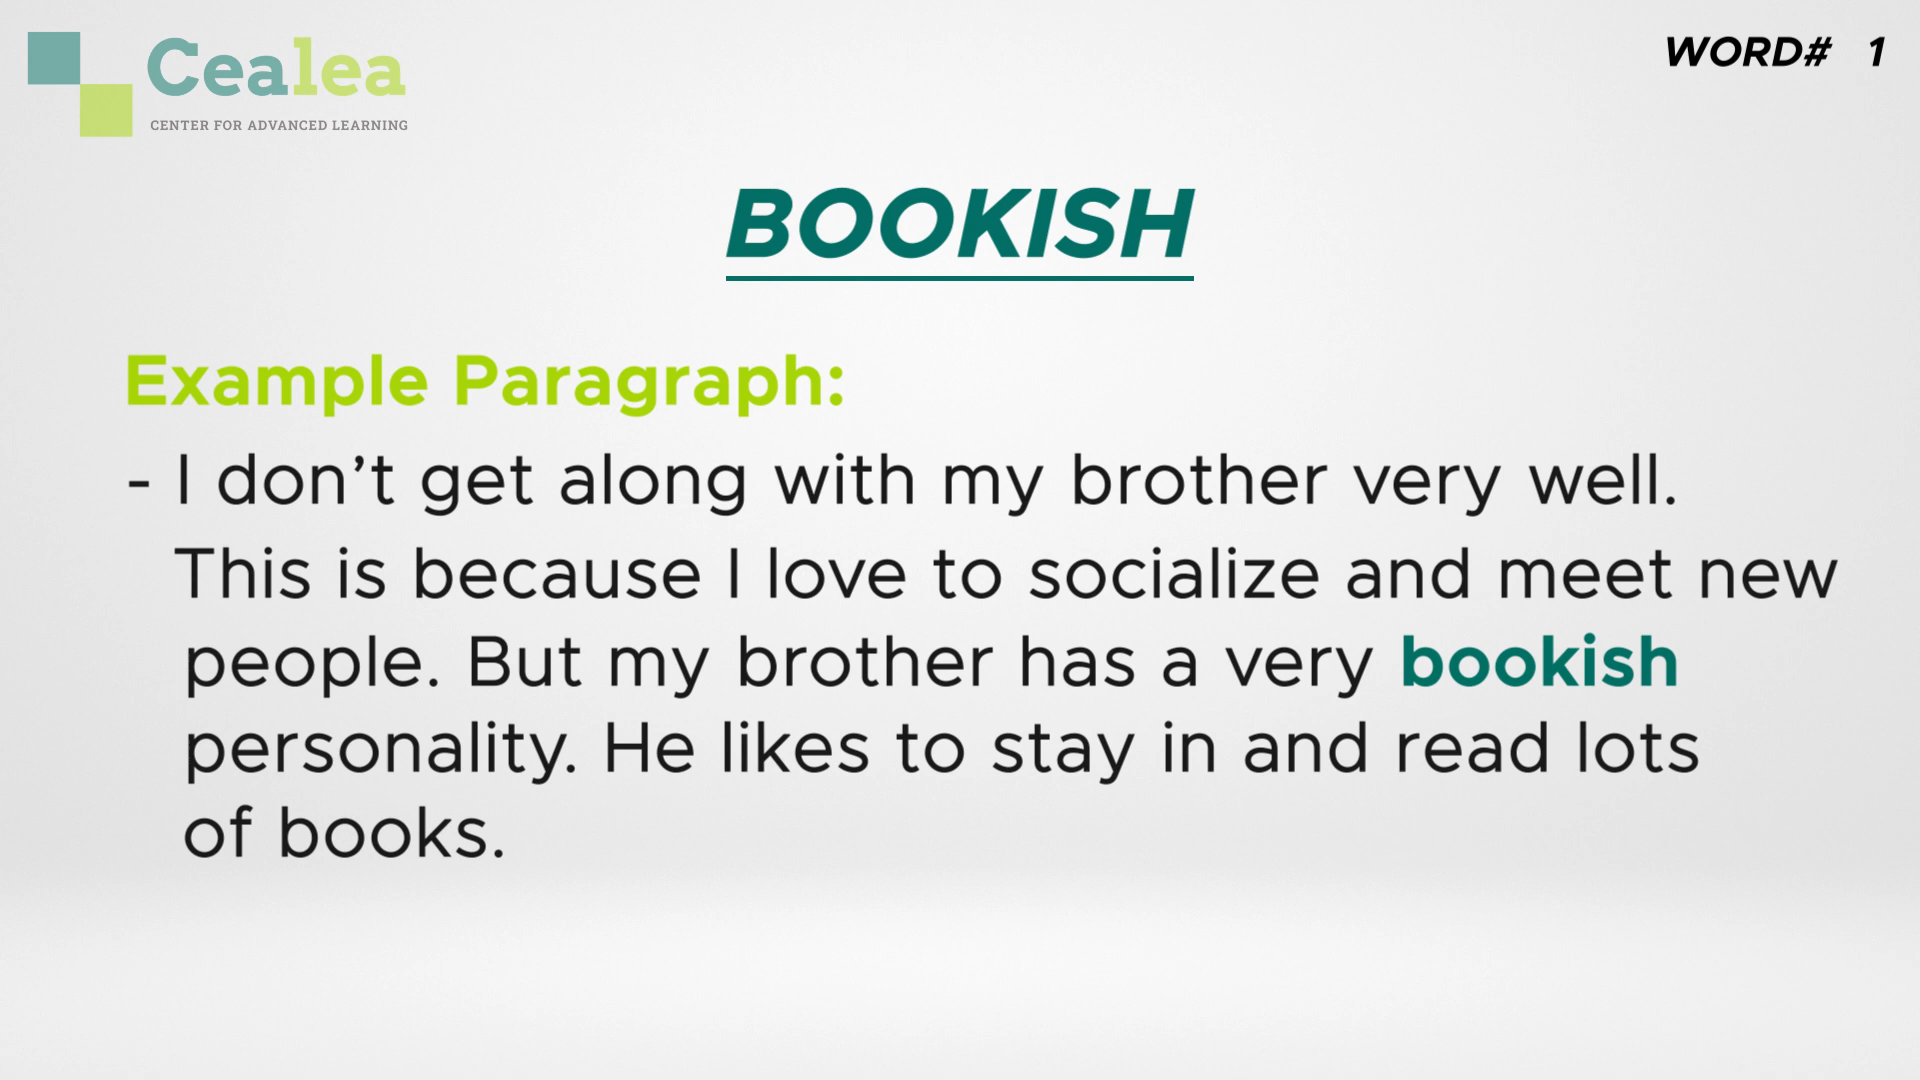 Cealea
CENTER FOR ADVANCED LEARNING
WORD# 1
BOOKISH
Example Paragraph:
- I don’t get along with my brother very well.
This is because I love to socialize and meet new
people. But my brother has a very bookish
personality. He likes to stay in and read lots
of books.